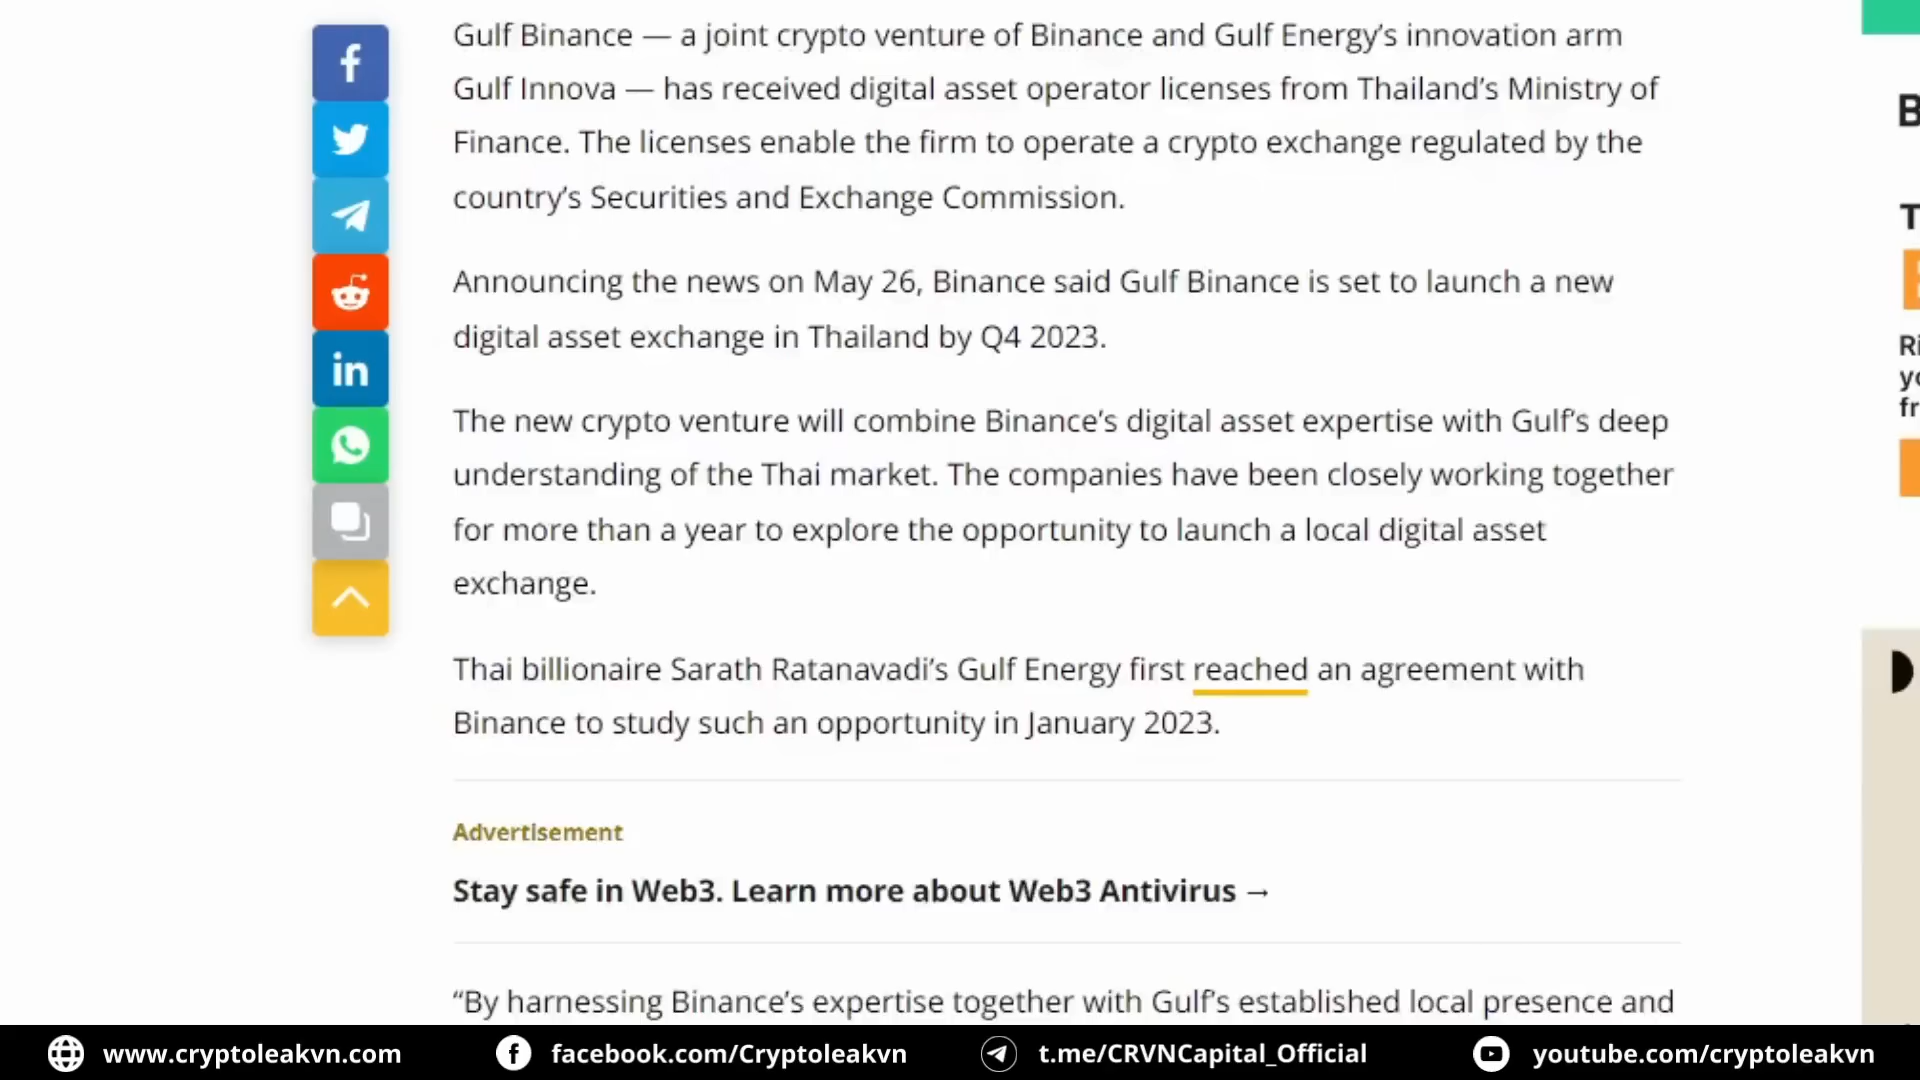 Gulf Binance — a joint crypto venture of Binance and Gulf Energy’s innovation arm
Gulf Innova — has received digital asset operator licenses from Thailand’s Ministry of
Finance. The licenses enable the firm to operate a crypto exchange regulated by the
country’s Securities and Exchange Commission.
Announcing the news on May 26, Binance said Gulf Binance is set to launch a new
digital asset exchange in Thailand by Q4 2023.
The new crypto venture will combine Binance’s digital asset expertise with Gulf’s deep
understanding of the Thai market. The companies have been closely working together
for more than a year to explore the opportunity to launch a local digital asset
exchange.
Thai billionaire Sarath Ratanavadi’s Gulf Energy first reached an agreement with
Binance to study such an opportunity in January 2023.
Advertisement
Stay safe in Web3. Learn more about Web3 Antivirus →
“By harnessing Binance’s expertise together with Gulf’s established local presence and
www.cryptoleakvn.com
facebook.com/Cryptoleakvn
t.me/CRVNCapital_Official
youtube.com/cryptoleakvn